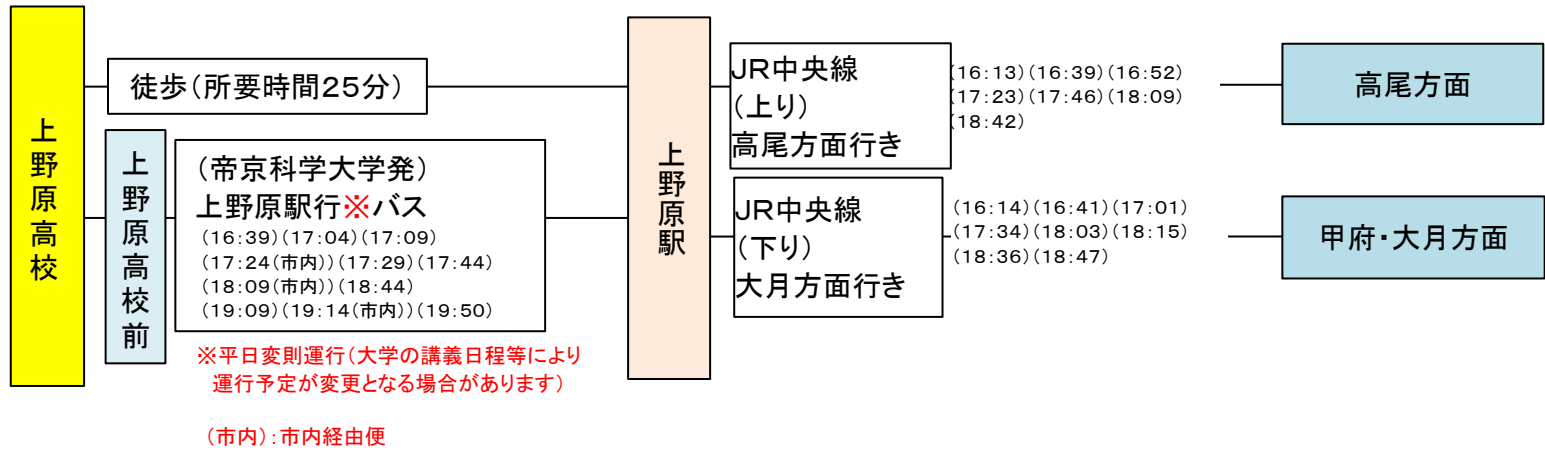 上野原高校
徒歩(所要時間25分)
上野原高校前
(帝京科学大学発)
上野原駅行※バス
(16:39)(17:04)(17:09)
(17:24(市内))(17:29)(17:44)
(18:09(市内))(18:44)
(19:09)(19:14(市内))(19:50)
※平日変則運行(大学の講義日程等により
運行予定が変更となる場合があります)
(市内):市内経由便
上野原駅
JR中央線
(上り)
高尾方面行き
(16:13)(16:39)(16:52)
(17:23)(17:46)(18:09)
(18:42)
高尾方面
JR中央線
(下り)
大月方面行き
(16:14)(16:41)(17:01)
(17:34)(18:03)(18:15)
(18:36)(18:47)
甲府・大月方面